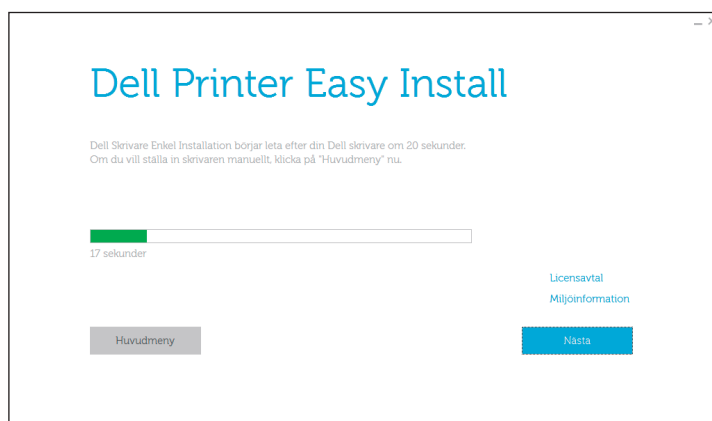 Dell Printer Easy Install
Dell Skrivare Enkel Installation börjar leta efter din Dell skrivare om 20 sekunder.
Om du vill ställa in skrivaren manuellt, klicka på "Huvudmeny" nu.
17 sekunder
Licensavtal
Miljöinformation
Huvudmeny
Nästa